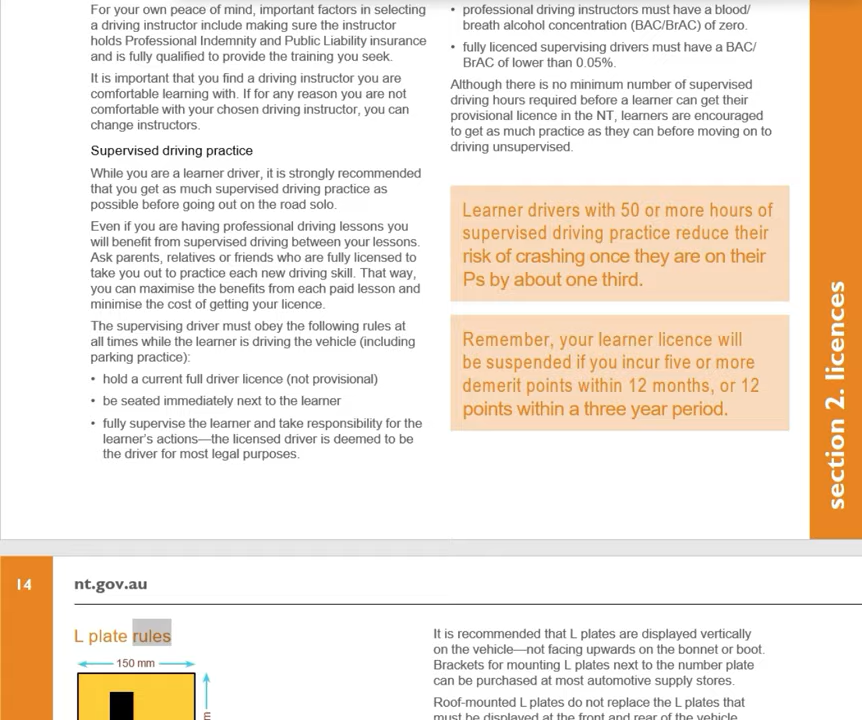 For your own peace of mind, important factors in selecting
a driving instructor include making sure the instructor
holds Professional Indemnity and Public Liability insurance
and is fully qualified to provide the training you seek.
It is important that you find a driving instructor you are
comfortable learning with. If for any reason you are not
comfortable with your chosen driving instructor, you can
change instructors.
Supervised driving practice
While you are a learner driver, it is strongly recommended
that you get as much supervised driving practice as
possible before going out on the road solo.
Even if you are having professional driving lessons you
will benefit from supervised driving between your lessons.
Ask parents, relatives or friends who are fully licensed to
take you out to practice each new driving skill. That way,
you can maximise the benefits from each paid lesson and
minimise the cost of getting your licence.
The supervising driver must obey the following rules at
all times while the learner is driving the vehicle (including
parking practice):
• hold a current full driver licence (not provisional)
• be seated immediately next to the learner
• fully supervise the learner and take responsibility for the
learner's actions—the licensed driver is deemed to be
the driver for most legal purposes.
• professional driving instructors must have a blood/
breath alcohol concentration (BAC/BrAC) of zero.
• fully licenced supervising drivers must have a BAC/
BrAC of lower than 0.05%.
Although there is no minimum number of supervised
driving hours required before a learner can get their
provisional licence in the NT, learners are encouraged
to get as much practice as they can before moving on to
driving unsupervised.
Learner drivers with 50 or more hours of
supervised driving practice reduce their
risk of crashing once they are on their
Ps by about one third.
Remember, your learner licence will
be suspended if you incur five or more
demerit points within 12 months, or 12
points within a three year period.
section 2. licences
14
nt.gov.au
L plate rules
150 mm
It is recommended that L plates are displayed vertically
on the vehicle—not facing upwards on the bonnet or boot.
Brackets for mounting L plates next to the number plate
can be purchased at most automotive supply stores.
Roof-mounted L plates do not replace the L plates that
must be displayed at the front and rear of the vehicle.